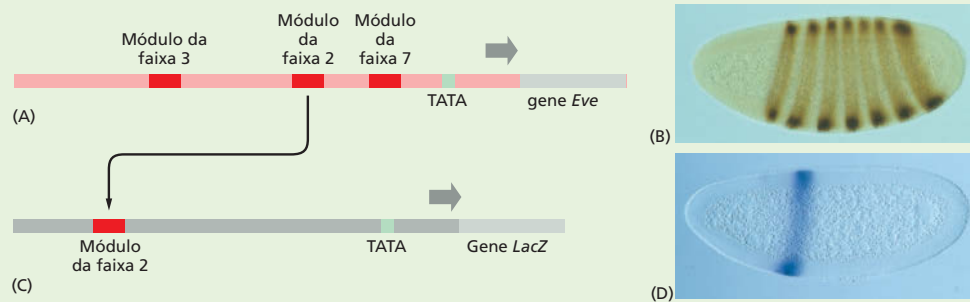 Módulo da
faixa 3
Módulo
da
faixa 2
Módulo
da
faixa 7
TATA
gene Eve
(A)
(B)
Módulo
da faixa 2
TATA
Gene LacZ
(C)
(D)